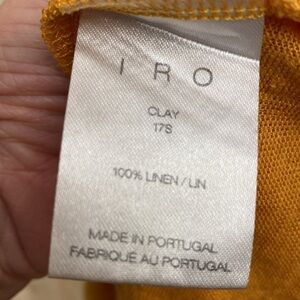 IRO
CLAY
17S
100% LINEN / LIN
MADE IN PORTUGAL
FABRIQUÉ AU PORTUGAL